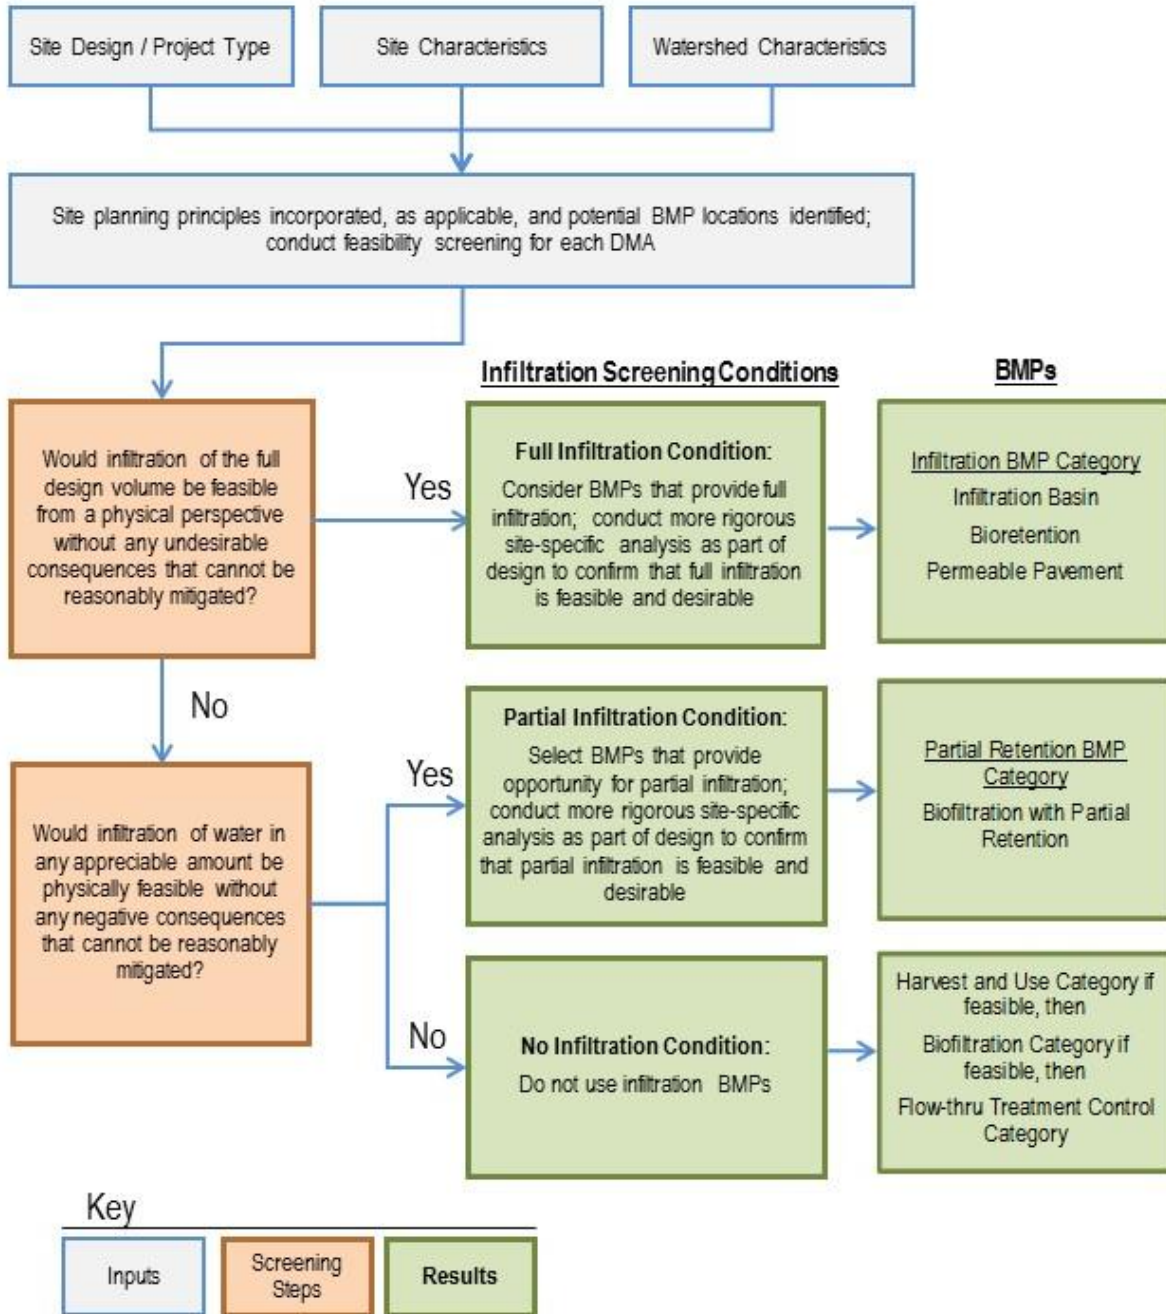 Site Design / Project Type
Site Characteristics
Watershed Characteristics
Site planning principles incorporated, as applicable, and potential BMP locations identified;
conduct feasibility screening for each DMA
Infiltration Screening Conditions
BMPs
Would infiltration of the full
design volume be feasible
from a physical perspective
without any undesirable
consequences that cannot be
reasonably mitigated?
Yes
Full Infiltration Condition:
Consider BMPs that provide full
infiltration; conduct more rigorous
site-specific analysis as part of
design to confirm that full infiltration
is feasible and desirable
Infiltration BMP Category
Infiltration Basin
Bioretention
Permeable Pavement
No
Would infiltration of water in
any appreciable amount be
physically feasible without
any negative consequences
that cannot be reasonably
mitigated?
Yes
Partial Infiltration Condition:
Select BMPs that provide
opportunity for partial infiltration;
conduct more rigorous site-specific
analysis as part of design to confirm
that partial infiltration is feasible and
desirable
Partial Retention BMP
Category
Biofiltration with Partial
Retention
No
No Infiltration Condition:
Do not use infiltration BMPs
Harvest and Use Category if
feasible, then
Biofiltration Category if
feasible, then
Flow-thru Treatment Control
Category
Key
Inputs
Screening
Steps
Results